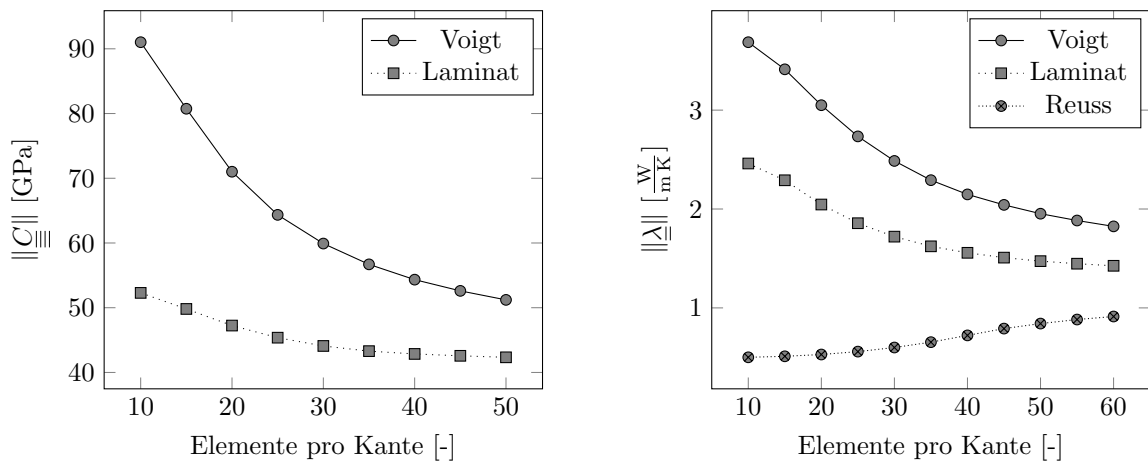 Voigt
Laminat
90
80
70
60
50
40
||C|| [GPa]
10 20 30 40 50
Elemente pro Kante [-]
Voigt
Laminat
Reuss
3
2
1
||λ|| [W/m K]
10 20 30 40 50 60
Elemente pro Kante [-]